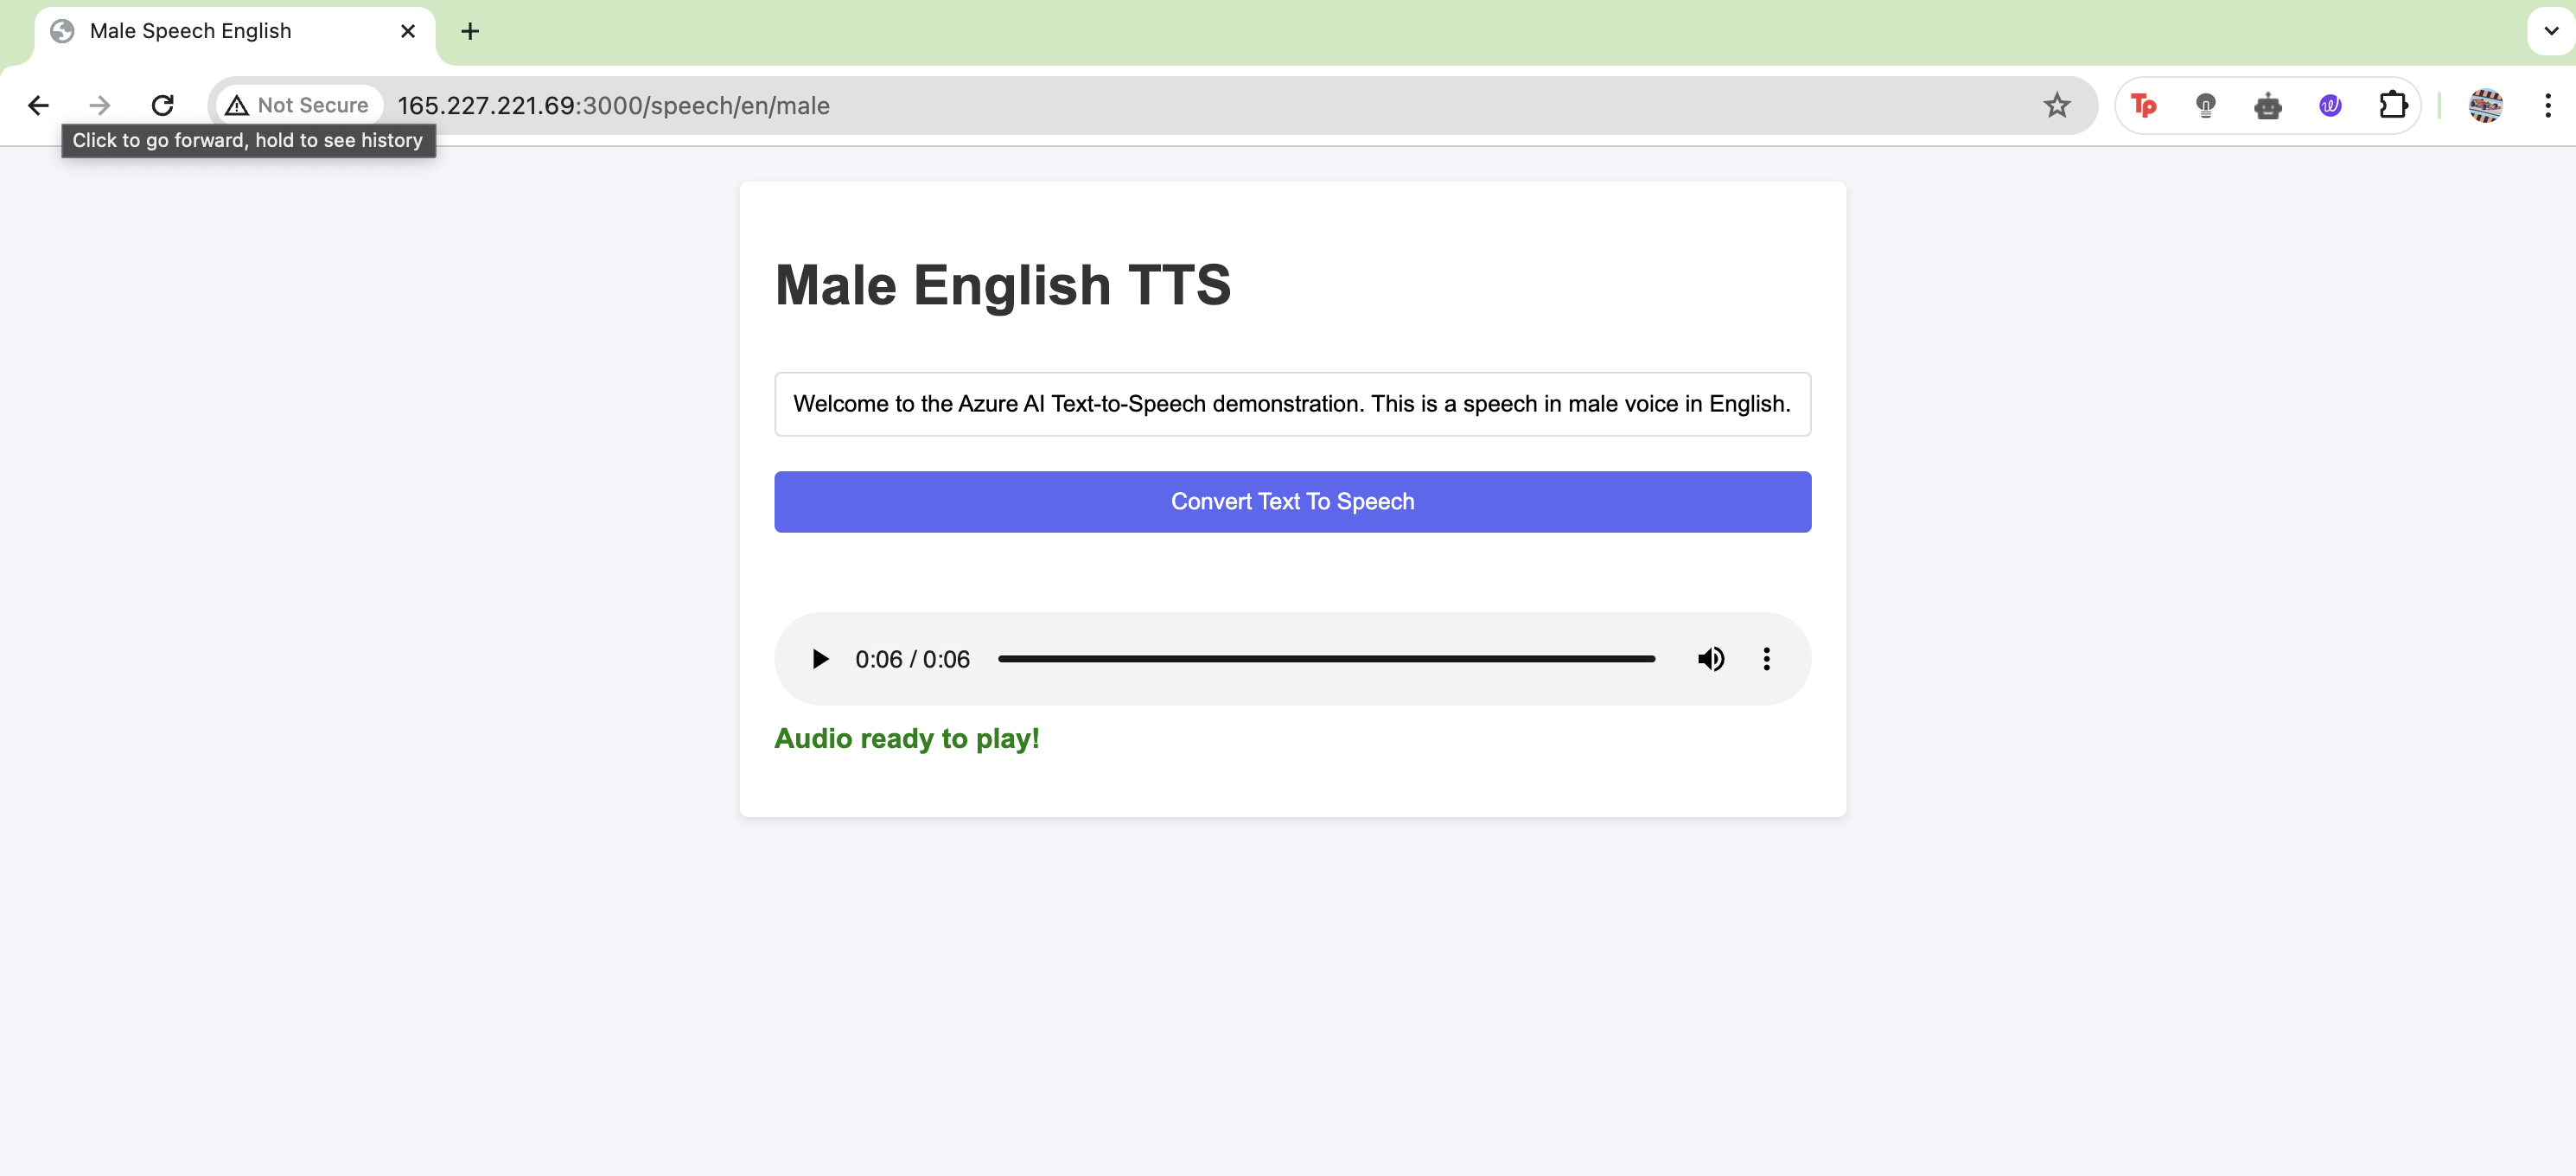 Male Speech English
Not Secure
165.227.221.69:3000/speech/en/male
Tp
Click to go forward, hold to see history
Male English TTS
Welcome to the Azure AI Text-to-Speech demonstration. This is a speech in male voice in English.
Convert Text To Speech
0:06 / 0:06
Audio ready to play!